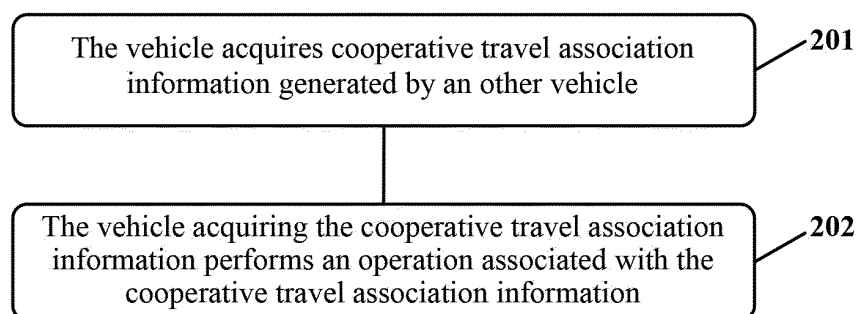 The vehicle acquires cooperative travel association
information generated by an other vehicle
201
The vehicle acquiring the cooperative travel association
information performs an operation associated with the
cooperative travel association information
202